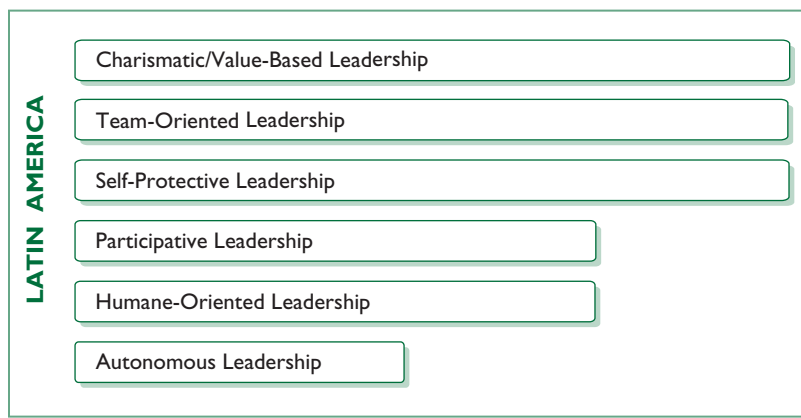 LATIN AMERICA
Charismatic/Value-Based Leadership
Team-Oriented Leadership
Self-Protective Leadership
Participative Leadership
Humane-Oriented Leadership
Autonomous Leadership